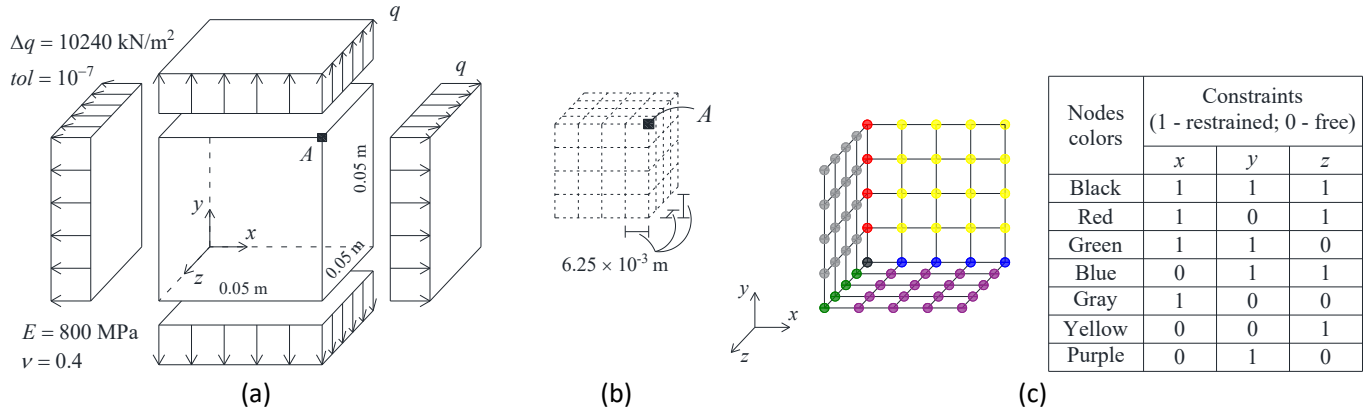 Δq = 10240 kN/m²
tol = 10⁻⁷
q
q
A
0.05 m
y
x
z
0.05 m
0.05 m
E = 800 MPa
ν = 0.4
(a)
A
6.25 × 10⁻³ m
(b)
y
x
z
(c)
Nodes colors | Constraints (1 - restrained; 0 - free)
x | y | z
Black | 1 | 1 | 1
Red | 1 | 0 | 1
Green | 1 | 1 | 0
Blue | 0 | 1 | 1
Gray | 1 | 0 | 0
Yellow | 0 | 0 | 1
Purple | 0 | 1 | 0